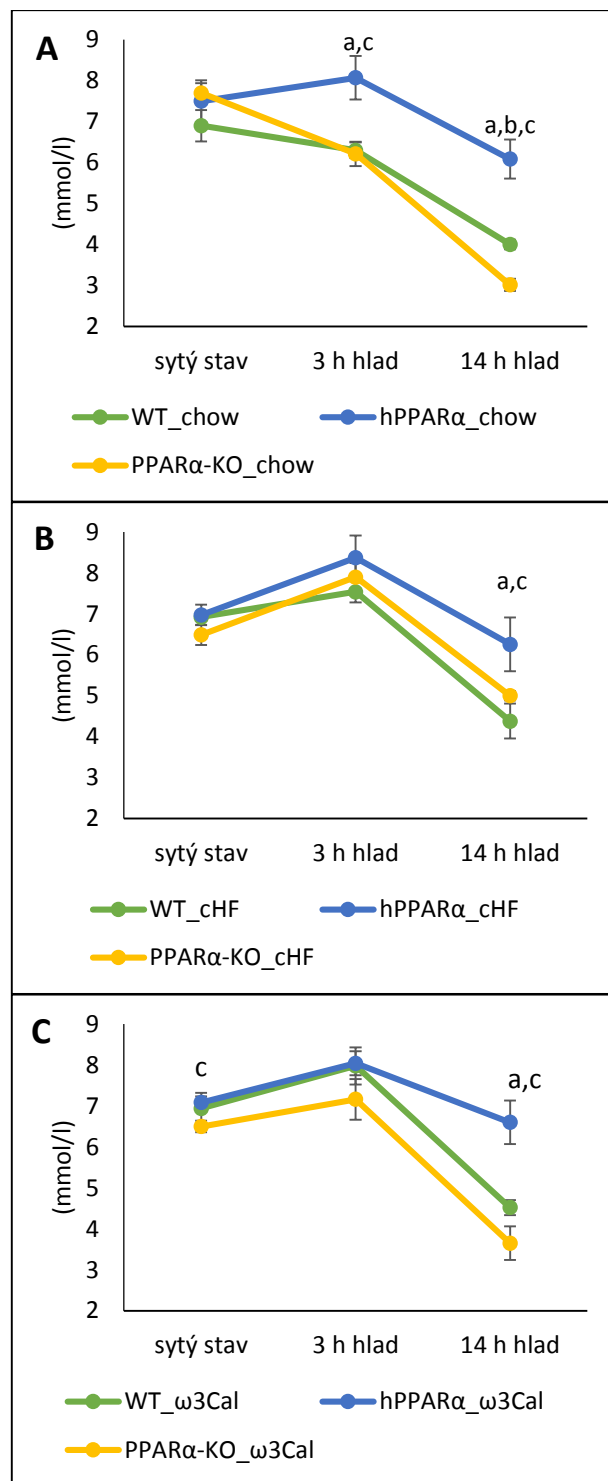 A
(mmol/l)
9
8
7
6
5
4
3
2
a,c
a,b,c
sytý stav 3 h hlad 14 h hlad
WT_chow hPPARα_chow
PPARα-KO_chow
B
(mmol/l)
9
8
7
6
5
4
3
2
a,c
sytý stav 3 h hlad 14 h hlad
WT_cHF hPPARα_cHF
PPARα-KO_cHF
C
(mmol/l)
9
8
7
6
5
4
3
2
c
a,c
sytý stav 3 h hlad 14 h hlad
WT_ω3Cal hPPARα_ω3Cal
PPARα-KO_ω3Cal